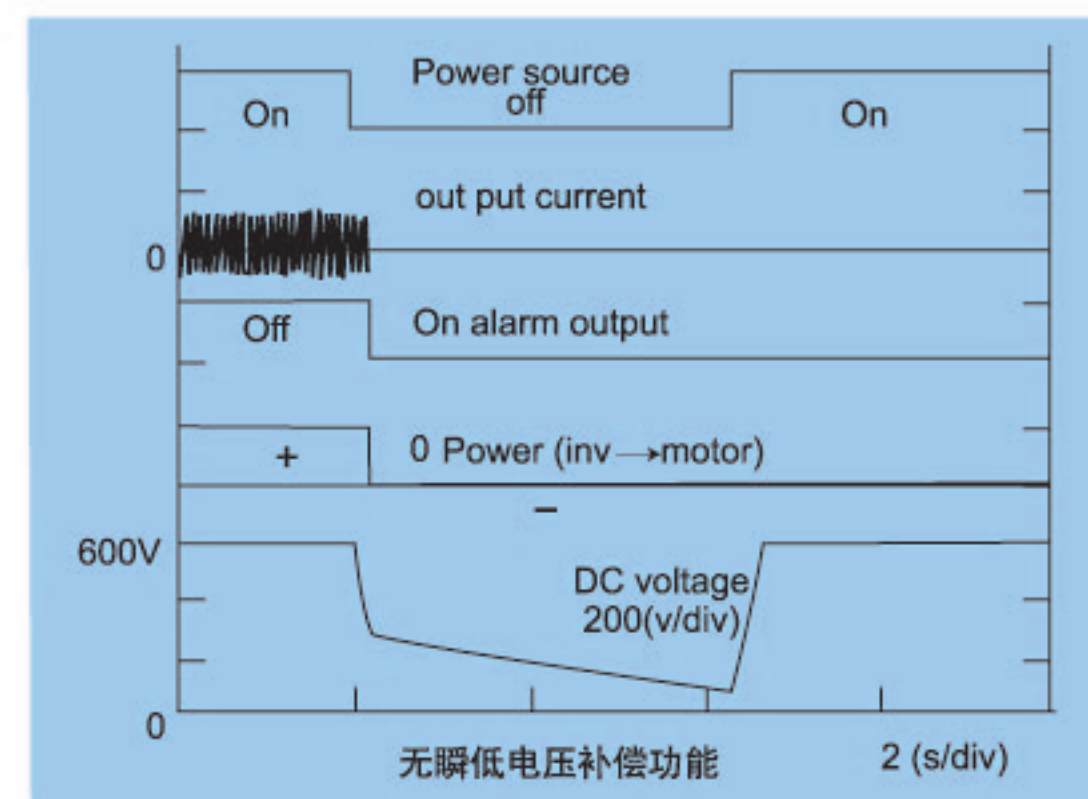 Power source
off
On
On
out put current
0
Off
On alarm output
+
0 Power (inv→motor)
−
600V
DC voltage
200(v/div)
0
无瞬低电压补偿功能
2 (s/div)